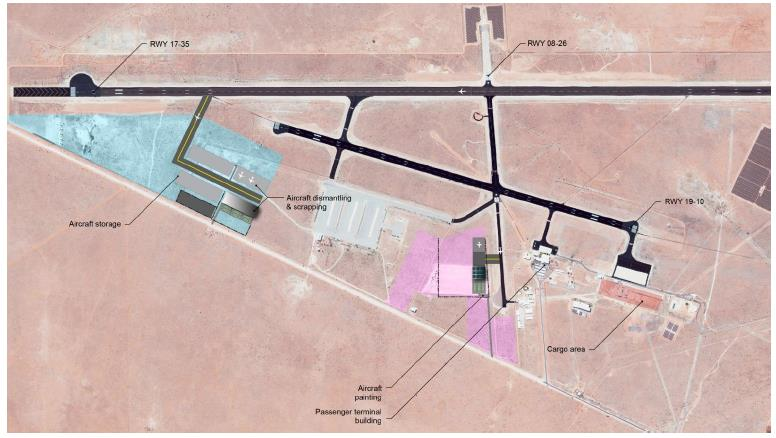 RWY 17-35
RWY 08-26
Aircraft dismantling
& scrapping
RWY 19-10
Aircraft storage
Cargo area
Aircraft
painting
Passenger terminal
building